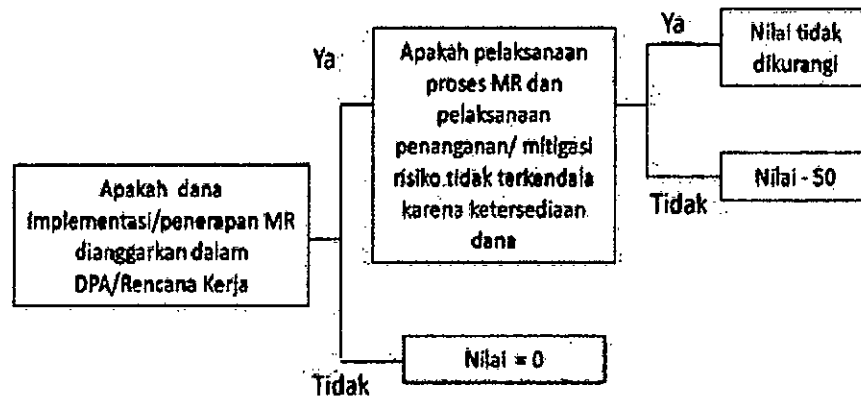 Apakah dana
Implementasi/penerapan MR
dianggarkan dalam
DPA/Rencana Kerja
Ya
Apakah pelaksanaan
proses MR dan
pelaksanaan
penanganan/ mitigasi
risiko tidak terkendala
karena ketersediaan
dana
Ya
Nilai tidak
dikurangi
Tidak
Nilai - 50
Tidak
Nilai = 0